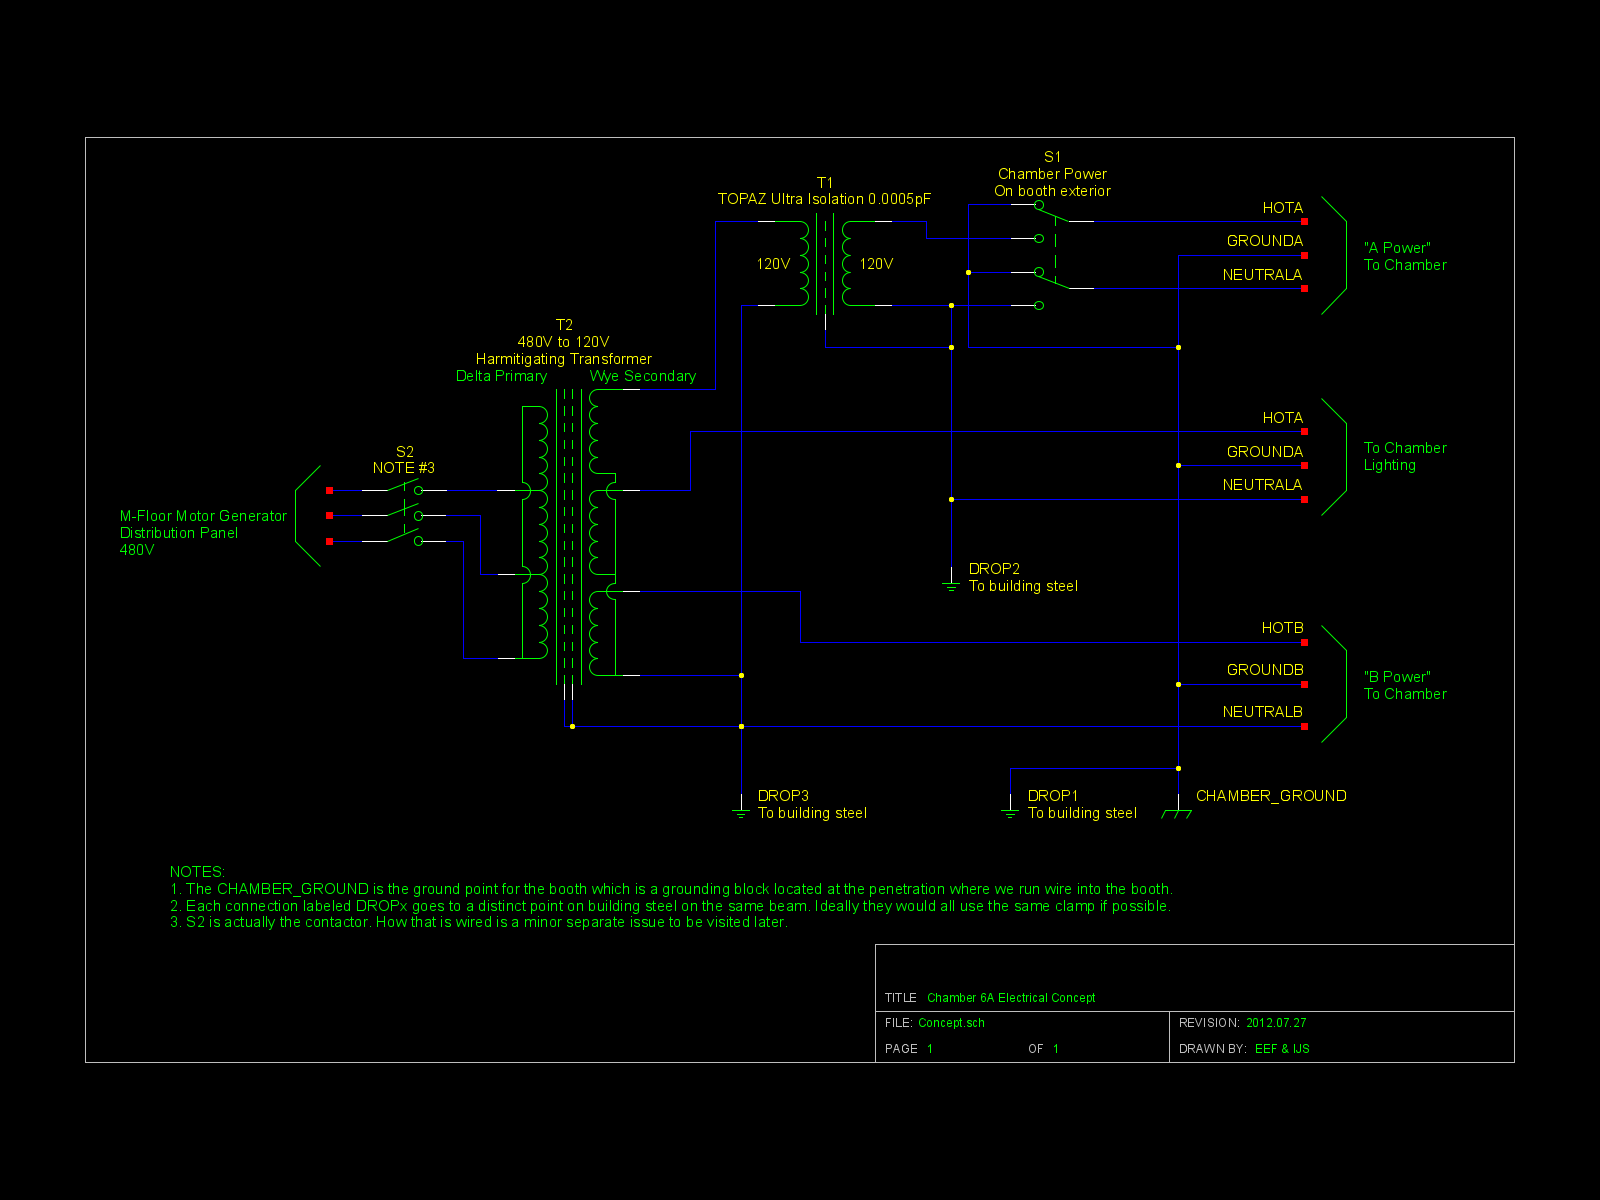 S1
Chamber Power
On booth exterior
T1
TOPAZ Ultra Isolation 0.0005pF
120V
120V
HOTA
GROUNDA
NEUTRALA
"A Power"
To Chamber
T2
480V to 120V
Harmitigating Transformer
Delta Primary
Wye Secondary
HOTA
GROUNDA
NEUTRALA
To Chamber
Lighting
S2
NOTE #3
M-Floor Motor Generator
Distribution Panel
480V
DROP2
To building steel
HOTB
GROUNDB
NEUTRALB
"B Power"
To Chamber
DROP3
To building steel
DROP1
To building steel
CHAMBER_GROUND
NOTES:
1. The CHAMBER_GROUND is the ground point for the booth which is a grounding block located at the penetration where we run wire into the booth.
2. Each connection labeled DROPx goes to a distinct point on building steel on the same beam. Ideally they would all use the same clamp if possible.
3. S2 is actually the contactor. How that is wired is a minor separate issue to be visited later.
TITLE Chamber 6A Electrical Concept
FILE: Concept.sch
REVISION: 2012.07.27
PAGE 1 OF 1
DRAWN BY: EEF & IJS